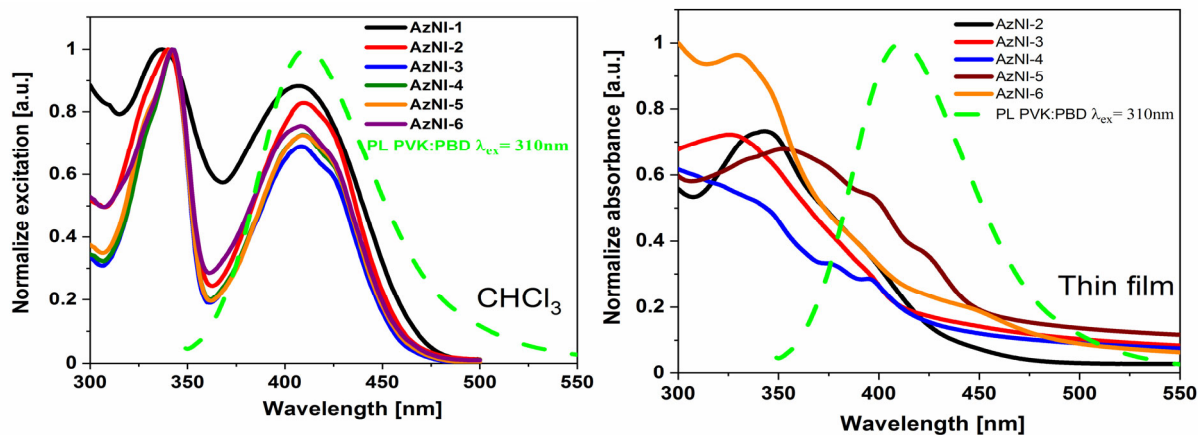 AzNI-1
AzNI-2
AzNI-3
AzNI-4
AzNI-5
AzNI-6
PL PVK:PBD λex= 310nm
Normalize excitation [a.u.]
1
0.8
0.6
0.4
0.2
0
CHCl3
300 350 400 450 500 550
Wavelength [nm]
AzNI-2
AzNI-3
AzNI-4
AzNI-5
AzNI-6
PL PVK:PBD λex= 310nm
Normalize absorbance [a.u.]
1
0.8
0.6
0.4
0.2
0
Thin film
300 350 400 450 500 550
Wavelength [nm]